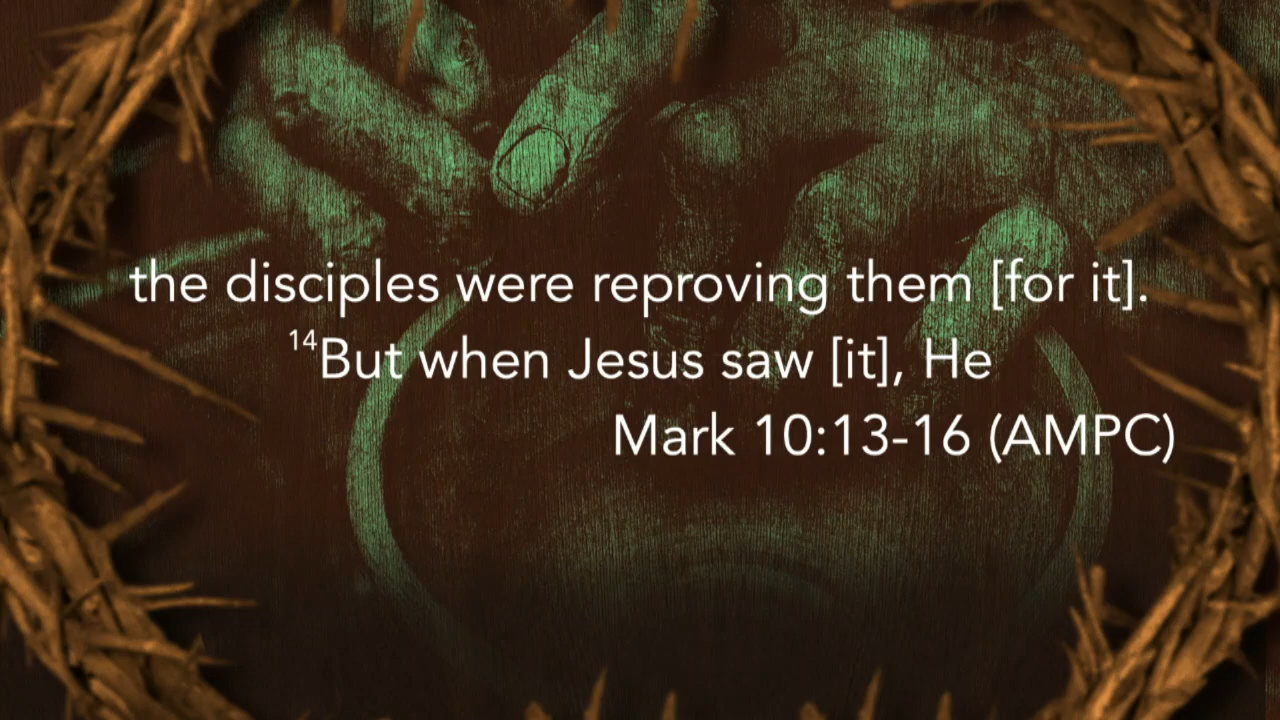 the disciples were reproving them [for it].
¹⁴But when Jesus saw [it], He
Mark 10:13-16 (AMPC)